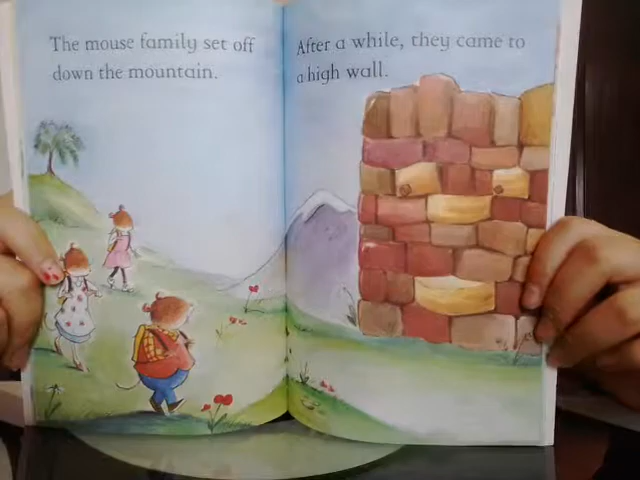 The mouse family set off
down the mountain.
After a while, they came to
a high wall.